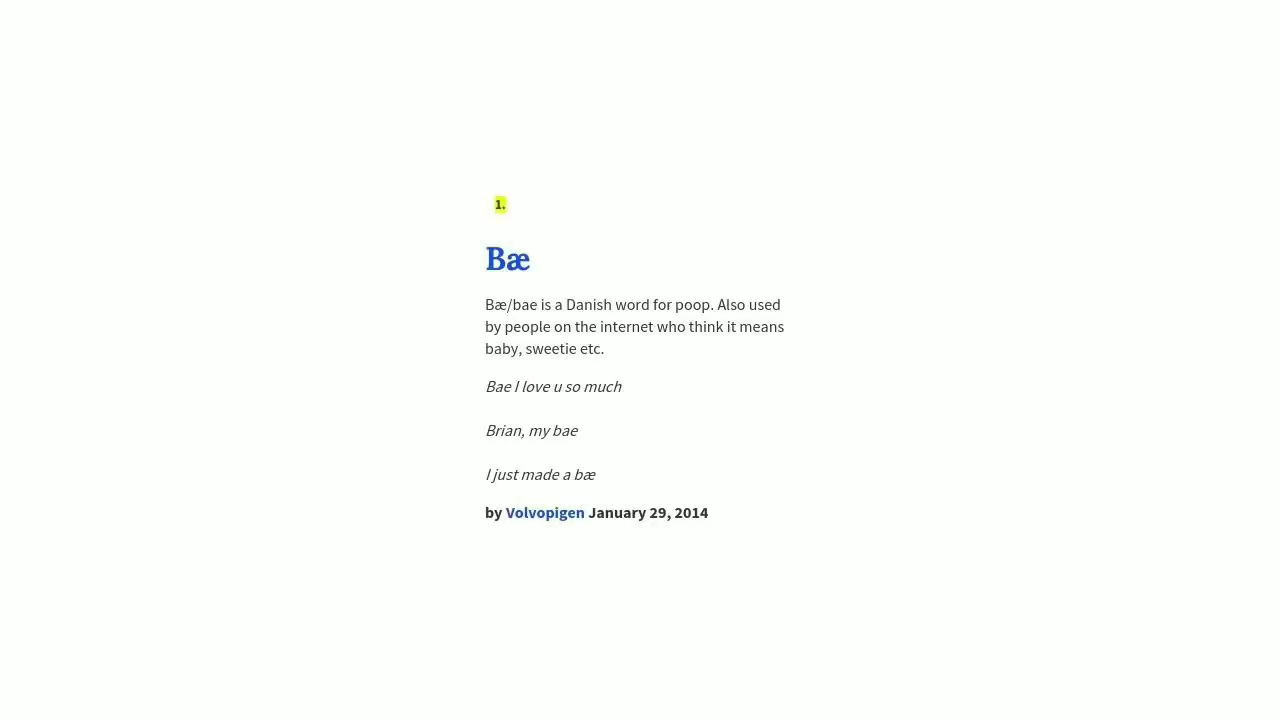 1.
Bæ
Bæ/bae is a Danish word for poop. Also used
by people on the internet who think it means
baby, sweetie etc.
Bae I love u so much
Brian, my bae
I just made a bæ
by Volvopigen January 29, 2014